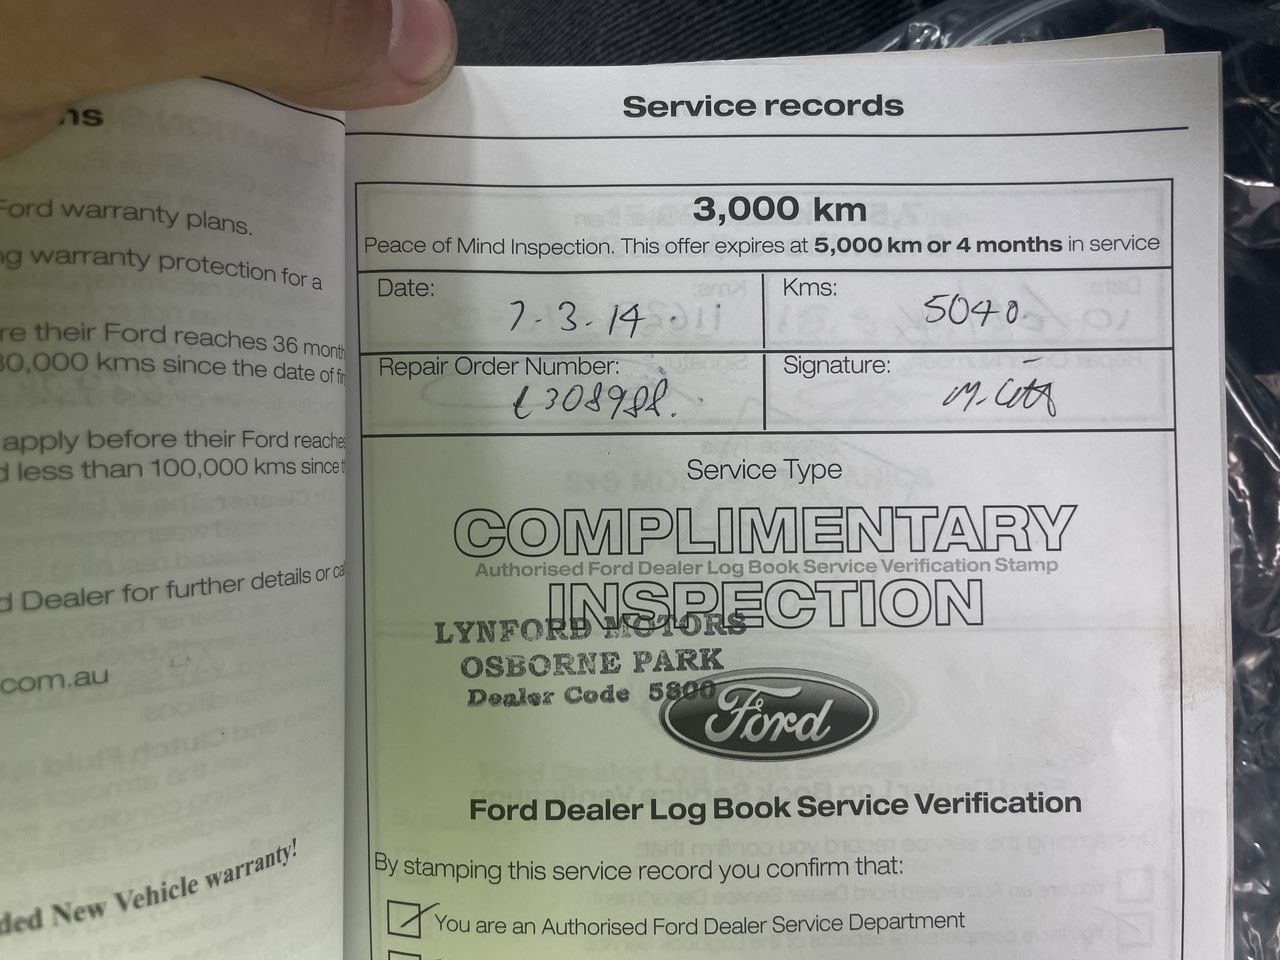 ns
Ford warranty plans.
ng warranty protection for a
re their Ford reaches 36 month
80,000 kms since the date of fir
apply before their Ford reache
d less than 100,000 kms since t
d Dealer for further details or ca
com.au
ded New Vehicle warranty!
Service records
3,000 km
Peace of Mind Inspection. This offer expires at 5,000 km or 4 months in service
Date:
7.3.14
Kms:
5040
Repair Order Number:
Signature:
Service Type
COMPLIMENTARY
Authorised Ford Dealer Log Book Service Verification Stamp
INSPECTION
LYNFORD MOTORS
OSBORNE PARK
Dealer Code 5800
Ford
Ford Dealer Log Book Service Verification
By stamping this service record you confirm that:
You are an Authorised Ford Dealer Service Department